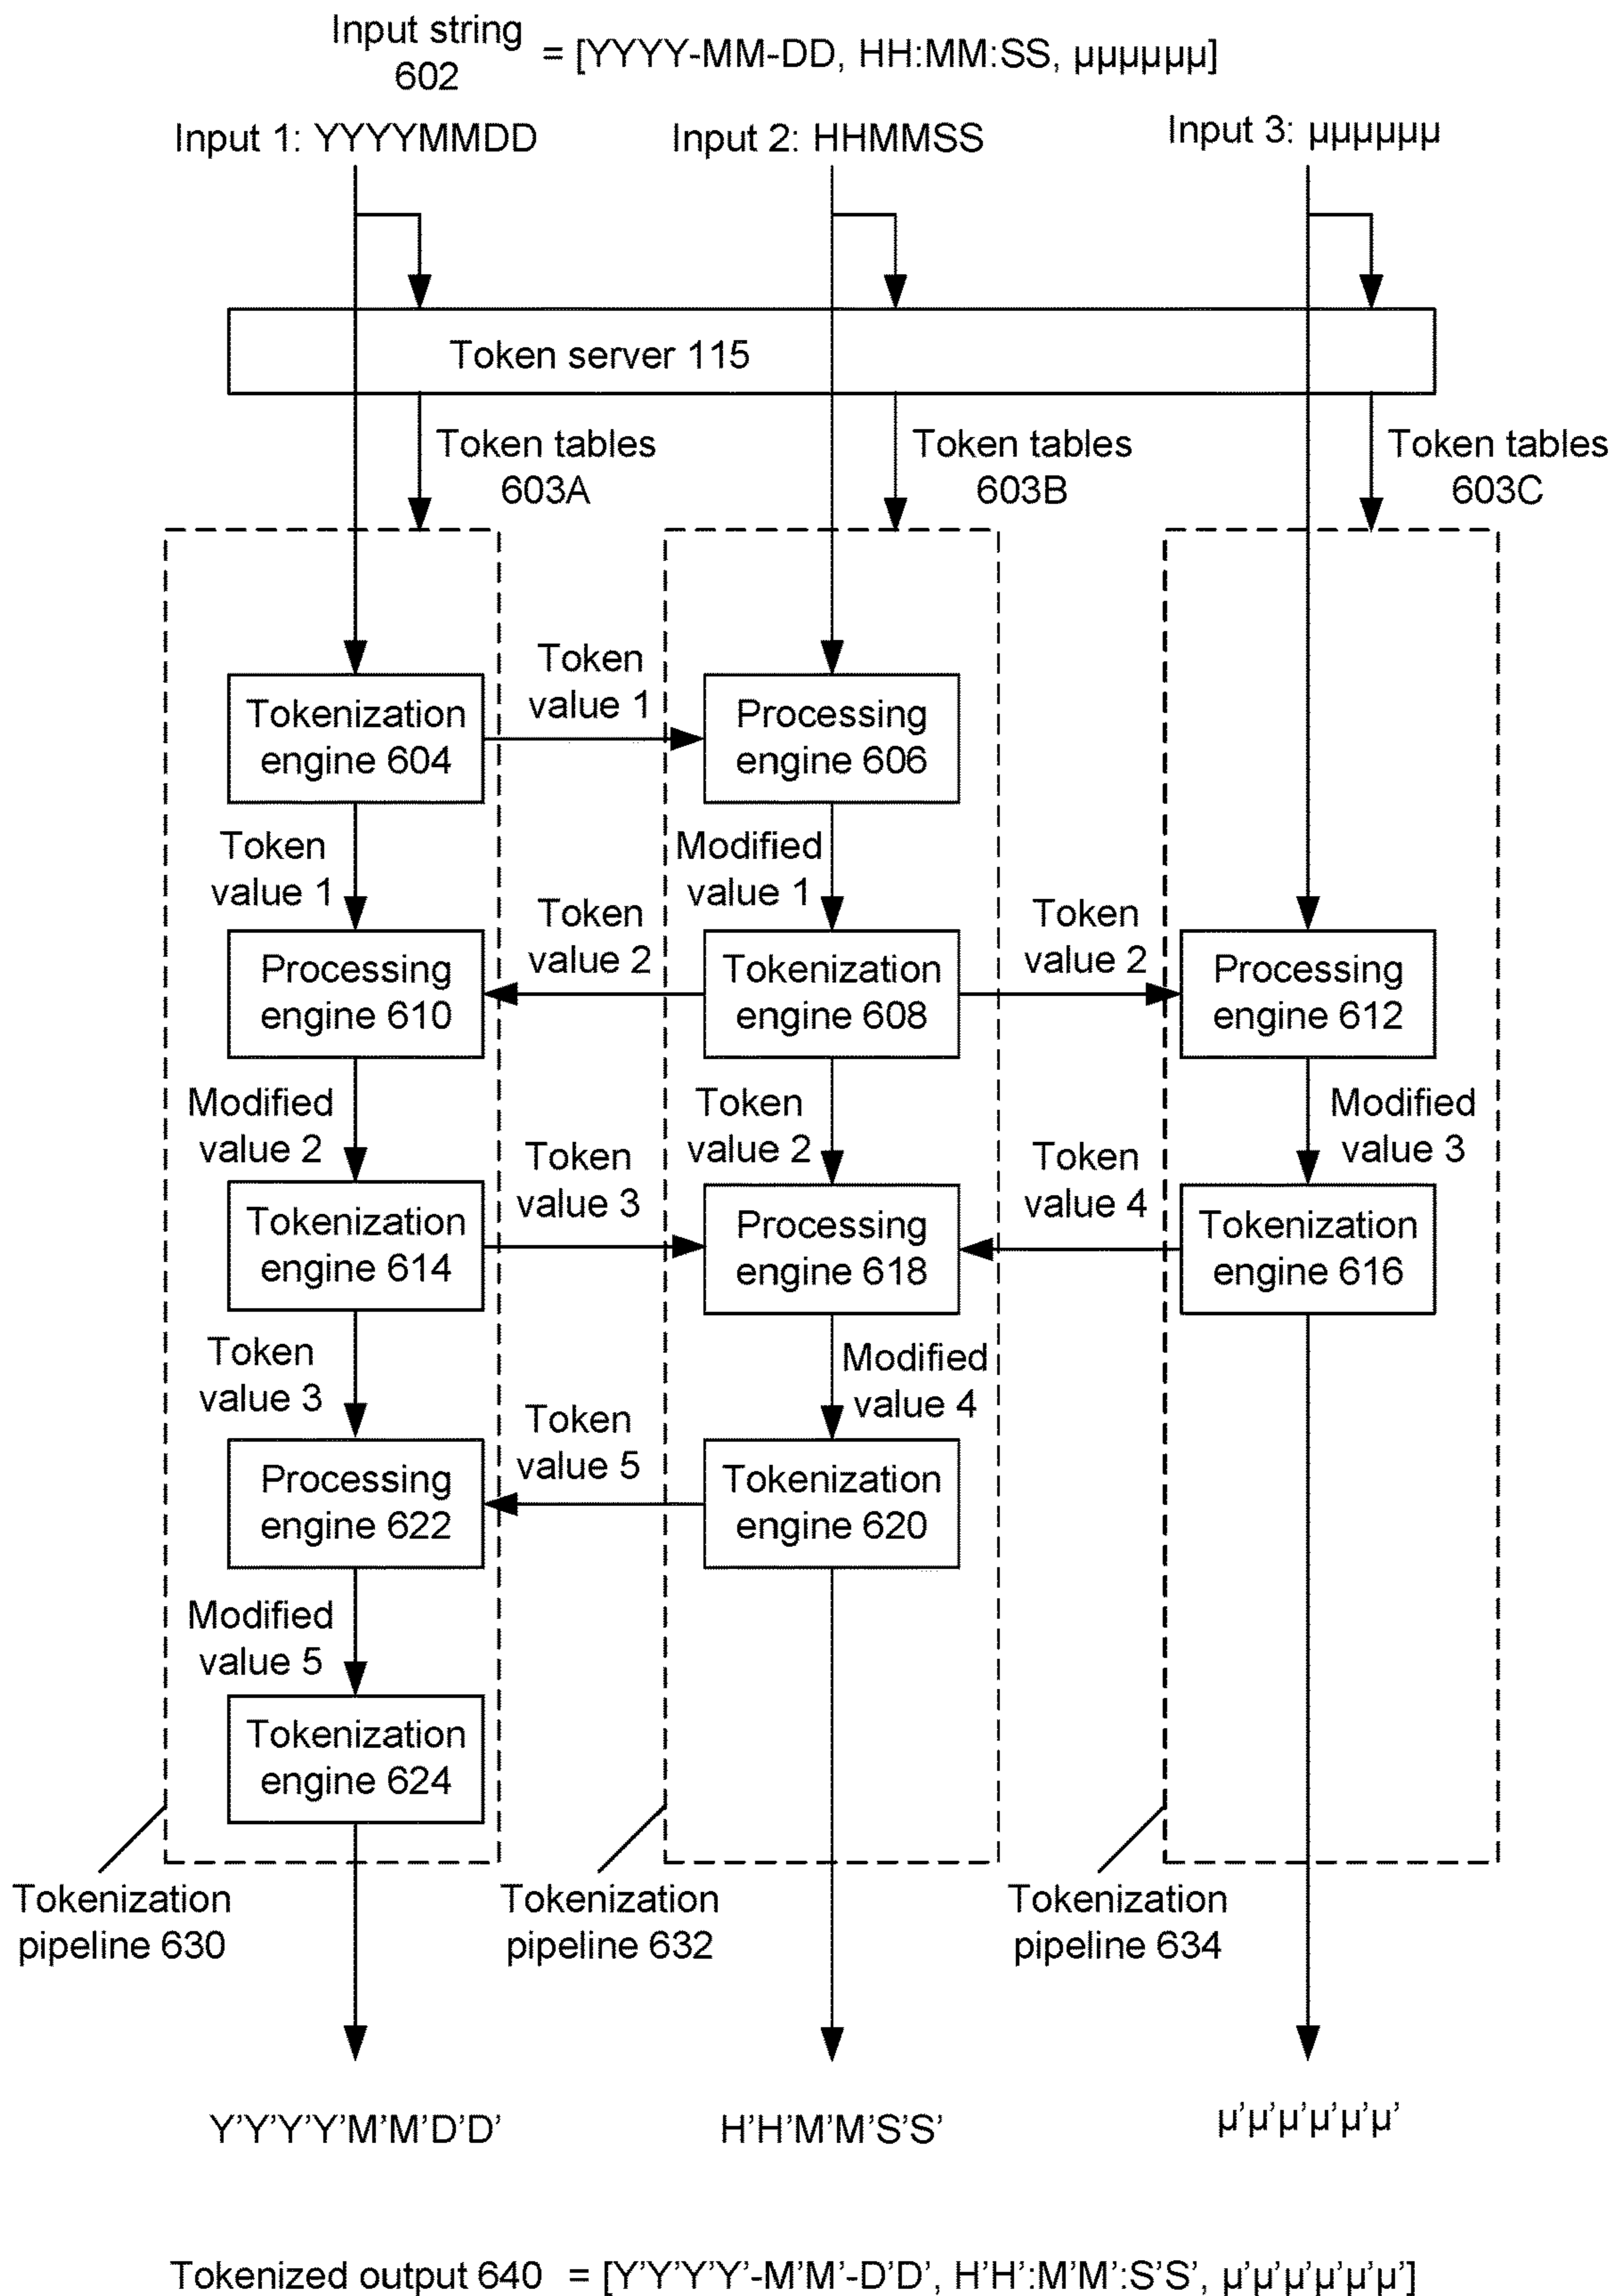 Input string
602
= [YYYY-MM-DD, HH:MM:SS, µµµµµµ]
Input 1: YYYYMMDD
Input 2: HHMMSS
Input 3: µµµµµµ
Token server 115
Token tables
603A
Token tables
603B
Token tables
603C
Tokenization
engine 604
Token
value 1
Processing
engine 606
Token
value 1
Modified
value 1
Processing
engine 610
Token
value 2
Tokenization
engine 608
Token
value 2
Processing
engine 612
Modified
value 2
Token
value 2
Modified
value 3
Tokenization
engine 614
Token
value 3
Processing
engine 618
Token
value 4
Tokenization
engine 616
Token
value 3
Modified
value 4
Processing
engine 622
Token
value 5
Tokenization
engine 620
Modified
value 5
Tokenization
engine 624
Tokenization
pipeline 630
Tokenization
pipeline 632
Tokenization
pipeline 634
Y’Y’Y’Y’M’M’D’D’
H’H’M’M’S’S’
µ’µ’µ’µ’µ’µ’
Tokenized output 640 = [Y’Y’Y’Y’-M’M’-D’D’, H’H’:M’M’:S’S’, µ’µ’µ’µ’µ’µ’]